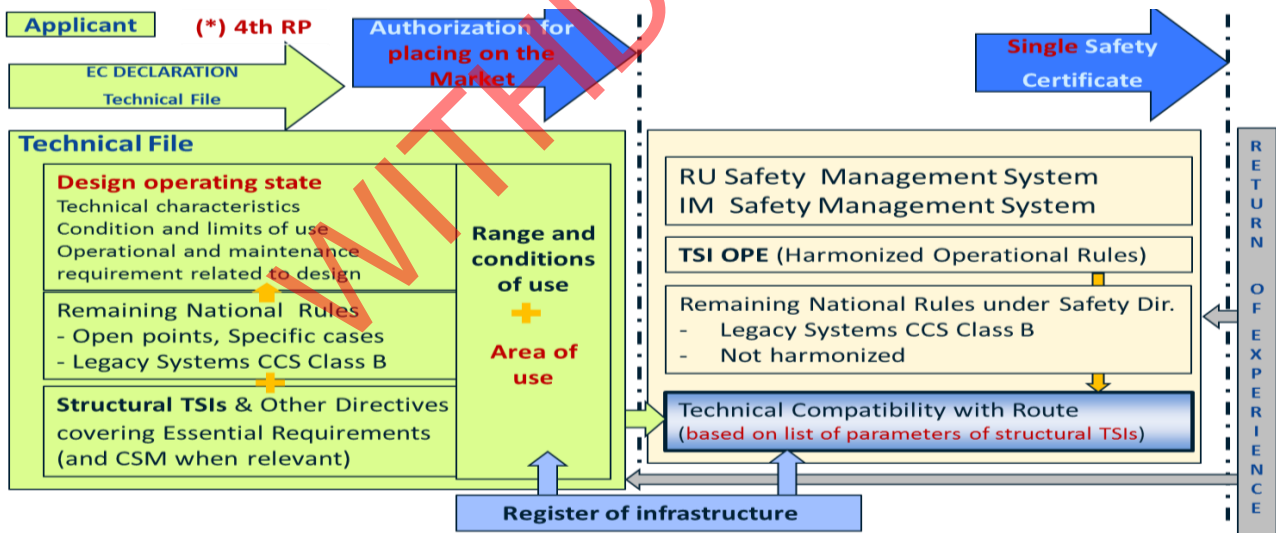 Applicant
(*) 4th RP
EC DECLARATION
Technical File
Authorization for
placing on the
Market
Single Safety
Certificate
Technical File
Design operating state
Technical characteristics
Condition and limits of use
Operational and maintenance
requirement related to design
Remaining National Rules
- Open points, Specific cases
- Legacy Systems CCS Class B
Structural TSIs & Other Directives
covering Essential Requirements
(and CSM when relevant)
Range and
conditions
of use
Area of
use
RU Safety Management System
IM Safety Management System
TSI OPE (Harmonized Operational Rules)
Remaining National Rules under Safety Dir.
- Legacy Systems CCS Class B
- Not harmonized
Technical Compatibility with Route
(based on list of parameters of structural TSIs)
Register of infrastructure
RETURN OF EXPERIENCE